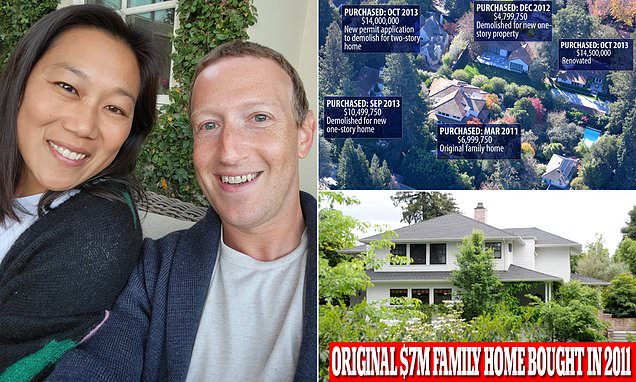 PURCHASED: OCT 2013
$14,000,000
New permit application
to demolish for two-story
home
PURCHASED: DEC 2012
$4,799,750
Demolished for new one-
story property
PURCHASED: OCT 2013
$14,500,000
Renovated
PURCHASED: SEP 2013
$10,499,750
Demolished for new
one-story home
PURCHASED: MAR 2011
$6,999,750
Original family home
ORIGINAL $7M FAMILY HOME BOUGHT IN 2011